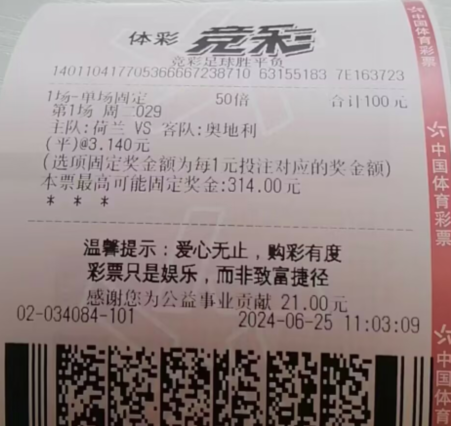 体彩 竞彩
竞彩足球胜平负
140110417705366667238710 63155183 7E163723
1场-单场固定 50倍 合计100元
第1场 周二029
主队:荷兰 VS 客队:奥地利
(平)@3.140元
(选项固定奖金额为每1元投注对应的奖金额)
本票最高可能固定奖金:314.00元
* * *
温馨提示：爱心无止，购彩有度
彩票只是娱乐，而非致富捷径
感谢您为公益事业贡献 21.00元
02-034084-101 2024-06-25 11:03:09
中国体育彩票
中国体育彩票
中国体育